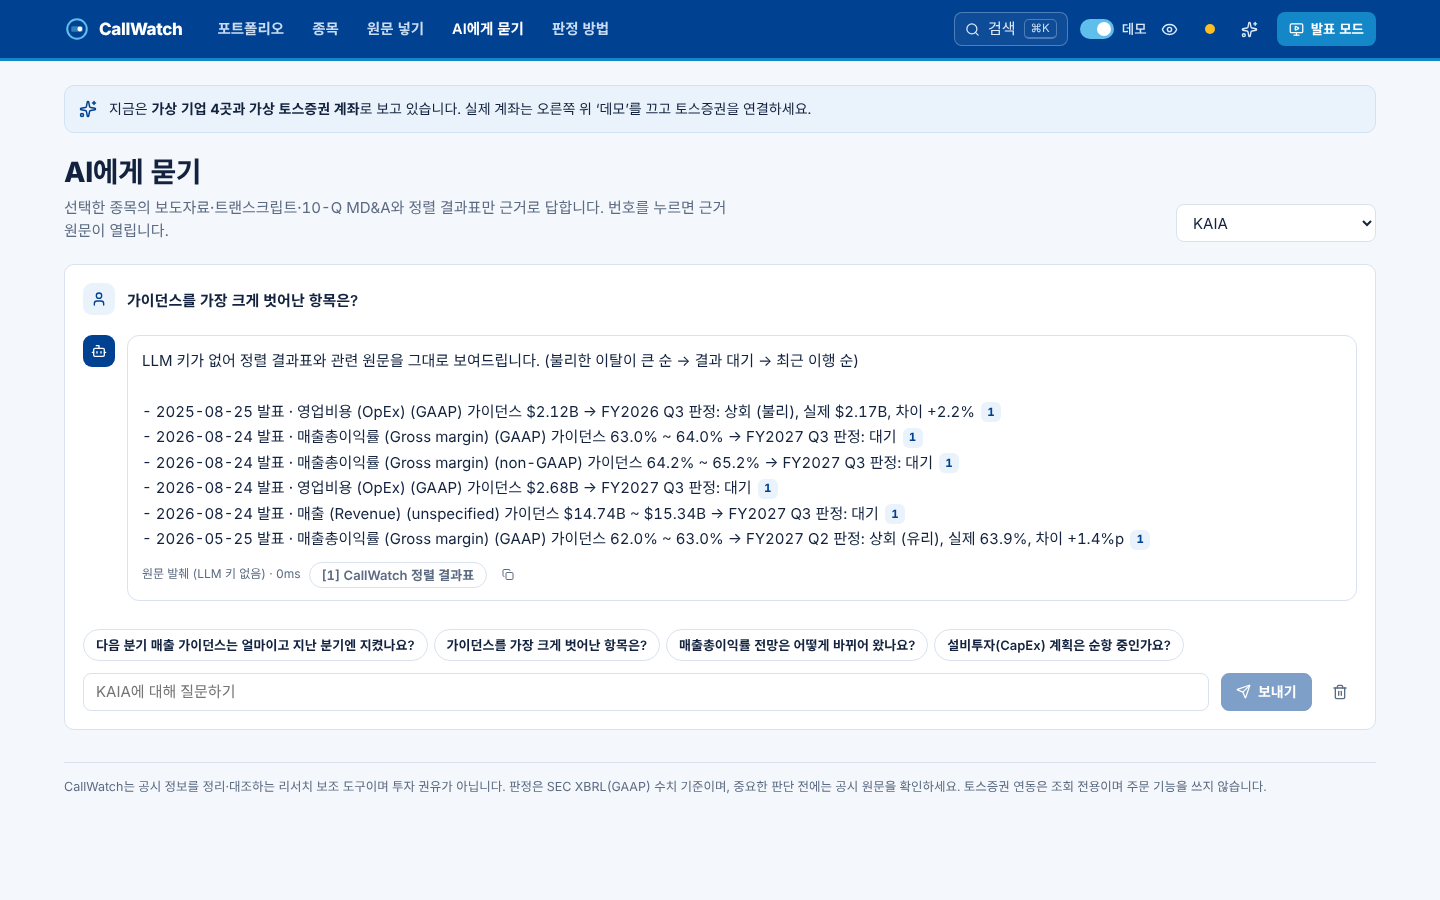 CallWatch 포트폴리오 종목 원문 넣기 AI에게 묻기 판정 방법 검색 ⌘K 데모 발표 모드
지금은 가상 기업 4곳과 가상 토스증권 계좌로 보고 있습니다. 실제 계좌는 오른쪽 위 ‘데모’를 끄고 토스증권을 연결하세요.
AI에게 묻기
선택한 종목의 보도자료·트랜스크립트·10-Q MD&A와 정렬 결과표만 근거로 답합니다. 번호를 누르면 근거
원문이 열립니다.
KAIA
가이던스를 가장 크게 벗어난 항목은?
LLM 키가 없어 정렬 결과표와 관련 원문을 그대로 보여드립니다. (불리한 이탈이 큰 순 → 결과 대기 → 최근 이행 순)
- 2025-08-25 발표 · 영업비용 (OpEx) (GAAP) 가이던스 $2.12B → FY2026 Q3 판정: 상회 (불리), 실제 $2.17B, 차이 +2.2% 1
- 2026-08-24 발표 · 매출총이익률 (Gross margin) (GAAP) 가이던스 63.0% ~ 64.0% → FY2027 Q3 판정: 대기 1
- 2026-08-24 발표 · 매출총이익률 (Gross margin) (non-GAAP) 가이던스 64.2% ~ 65.2% → FY2027 Q3 판정: 대기 1
- 2026-08-24 발표 · 영업비용 (OpEx) (GAAP) 가이던스 $2.68B → FY2027 Q3 판정: 대기 1
- 2026-08-24 발표 · 매출 (Revenue) (unspecified) 가이던스 $14.74B ~ $15.34B → FY2027 Q3 판정: 대기 1
- 2026-05-25 발표 · 매출총이익률 (Gross margin) (GAAP) 가이던스 62.0% ~ 63.0% → FY2027 Q2 판정: 상회 (유리), 실제 63.9%, 차이 +1.4%p 1
원문 발췌 (LLM 키 없음) · 0ms [1] CallWatch 정렬 결과표
다음 분기 매출 가이던스는 얼마이고 지난 분기엔 지켰나요? 가이던스를 가장 크게 벗어난 항목은? 매출총이익률 전망은 어떻게 바뀌어 왔나요? 설비투자(CapEx) 계획은 순항 중인가요?
KAIA에 대해 질문하기 보내기
CallWatch는 공시 정보를 정리·대조하는 리서치 보조 도구이며 투자 권유가 아닙니다. 판정은 SEC XBRL(GAAP) 수치 기준이며, 중요한 판단 전에는 공시 원문을 확인하세요. 토스증권 연동은 조회 전용이며 주문 기능을 쓰지 않습니다.